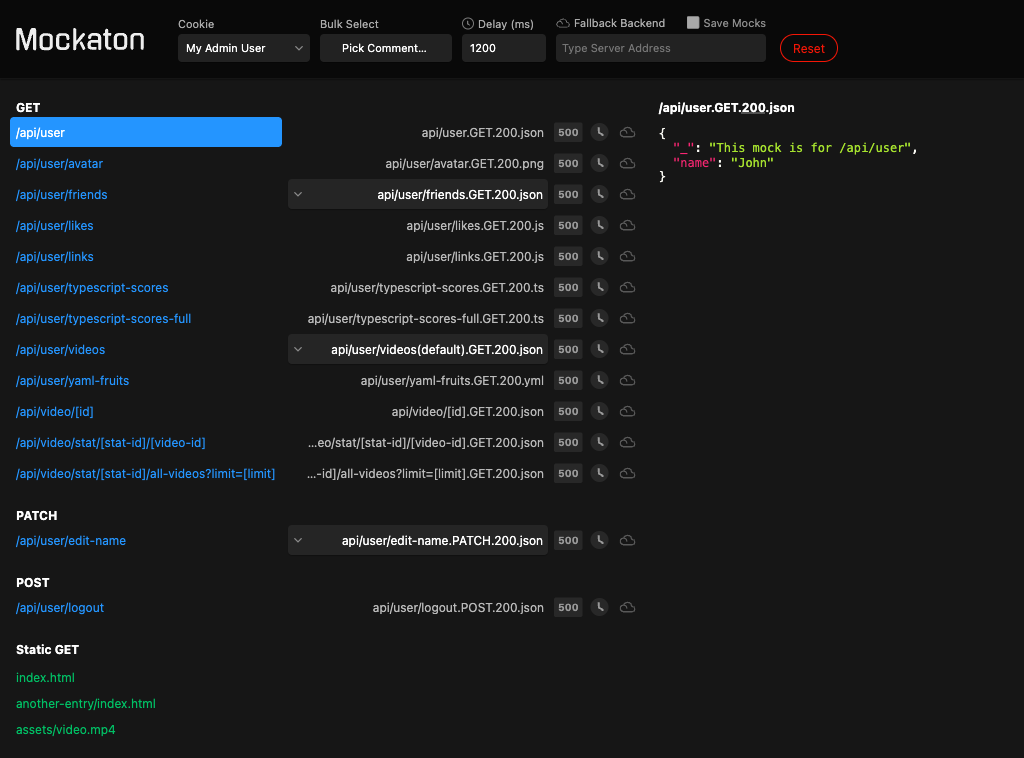 Mockaton
Cookie
My Admin User
Bulk Select
Pick Comment...
Delay (ms)
1200
Fallback Backend
Save Mocks
Type Server Address
Reset
GET
/api/user api/user.GET.200.json 500
/api/user/avatar api/user/avatar.GET.200.png 500
/api/user/friends api/user/friends.GET.200.json 500
/api/user/likes api/user/likes.GET.200.js 500
/api/user/links api/user/links.GET.200.js 500
/api/user/typescript-scores api/user/typescript-scores.GET.200.ts 500
/api/user/typescript-scores-full api/user/typescript-scores-full.GET.200.ts 500
/api/user/videos api/user/videos(default).GET.200.json 500
/api/user/yaml-fruits api/user/yaml-fruits.GET.200.yml 500
/api/video/[id] api/video/[id].GET.200.json 500
/api/video/stat/[stat-id]/[video-id] ...eo/stat/[stat-id]/[video-id].GET.200.json 500
/api/video/stat/[stat-id]/all-videos?limit=[limit] ...-id]/all-videos?limit=[limit].GET.200.json 500
PATCH
/api/user/edit-name api/user/edit-name.PATCH.200.json 500
POST
/api/user/logout api/user/logout.POST.200.json 500
Static GET
index.html
another-entry/index.html
assets/video.mp4
/api/user.GET.200.json
{
"_": "This mock is for /api/user",
"name": "John"
}